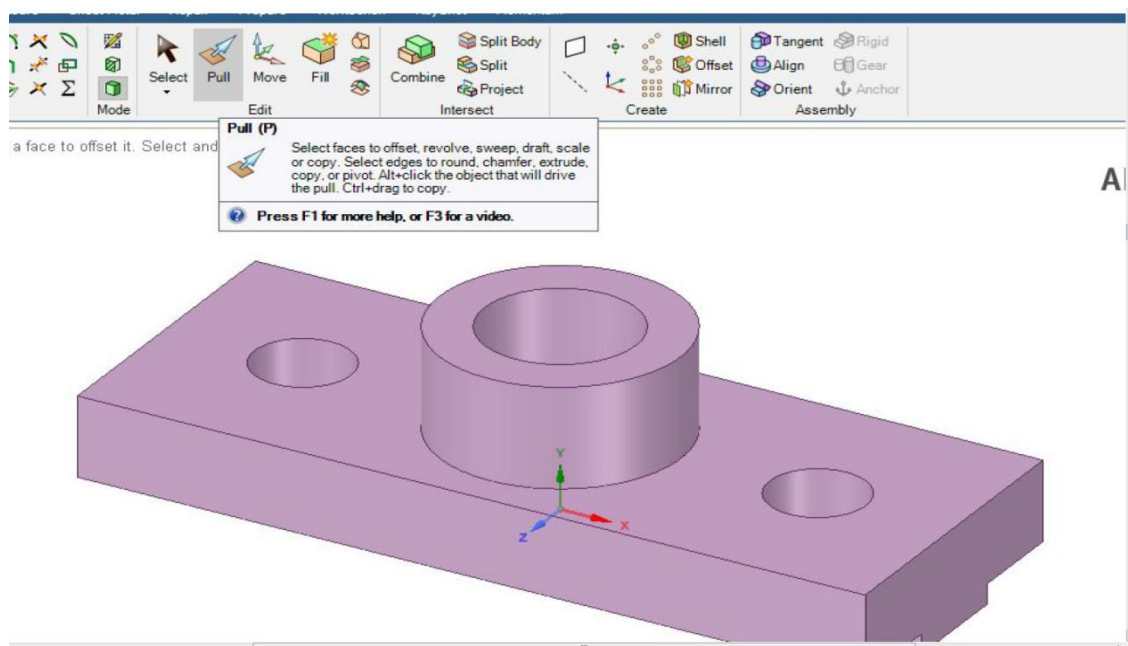 Split Body
Shell
Tangent
Rigid
Select
Pull
Move
Fill
Combine
Split
Offset
Align
Gear
Project
Mirror
Orient
Anchor
Mode
Edit
Intersect
Create
Assembly
a face to offset it. Select and
Pull (P)
Select faces to offset, revolve, sweep, draft, scale
or copy. Select edges to round, chamfer, extrude,
copy, or pivot. Alt+click the object that will drive
the pull. Ctrl+drag to copy.
Press F1 for more help, or F3 for a video.
Y
X
Z